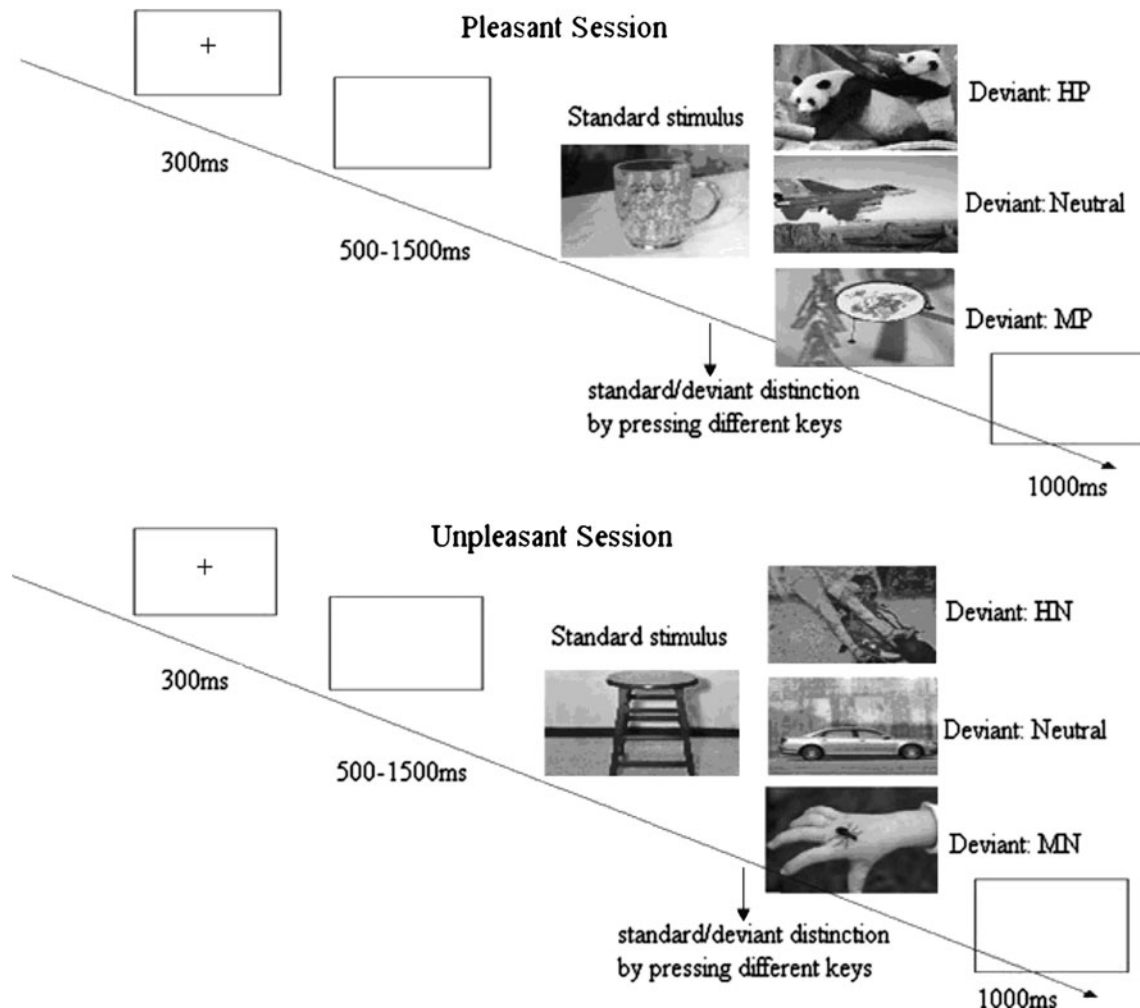 Pleasant Session
+
300ms
500-1500ms
Standard stimulus
Deviant: HP
Deviant: Neutral
Deviant: MP
standard/deviant distinction
by pressing different keys
1000ms
Unpleasant Session
+
300ms
500-1500ms
Standard stimulus
Deviant: HN
Deviant: Neutral
Deviant: MN
standard/deviant distinction
by pressing different keys
1000ms